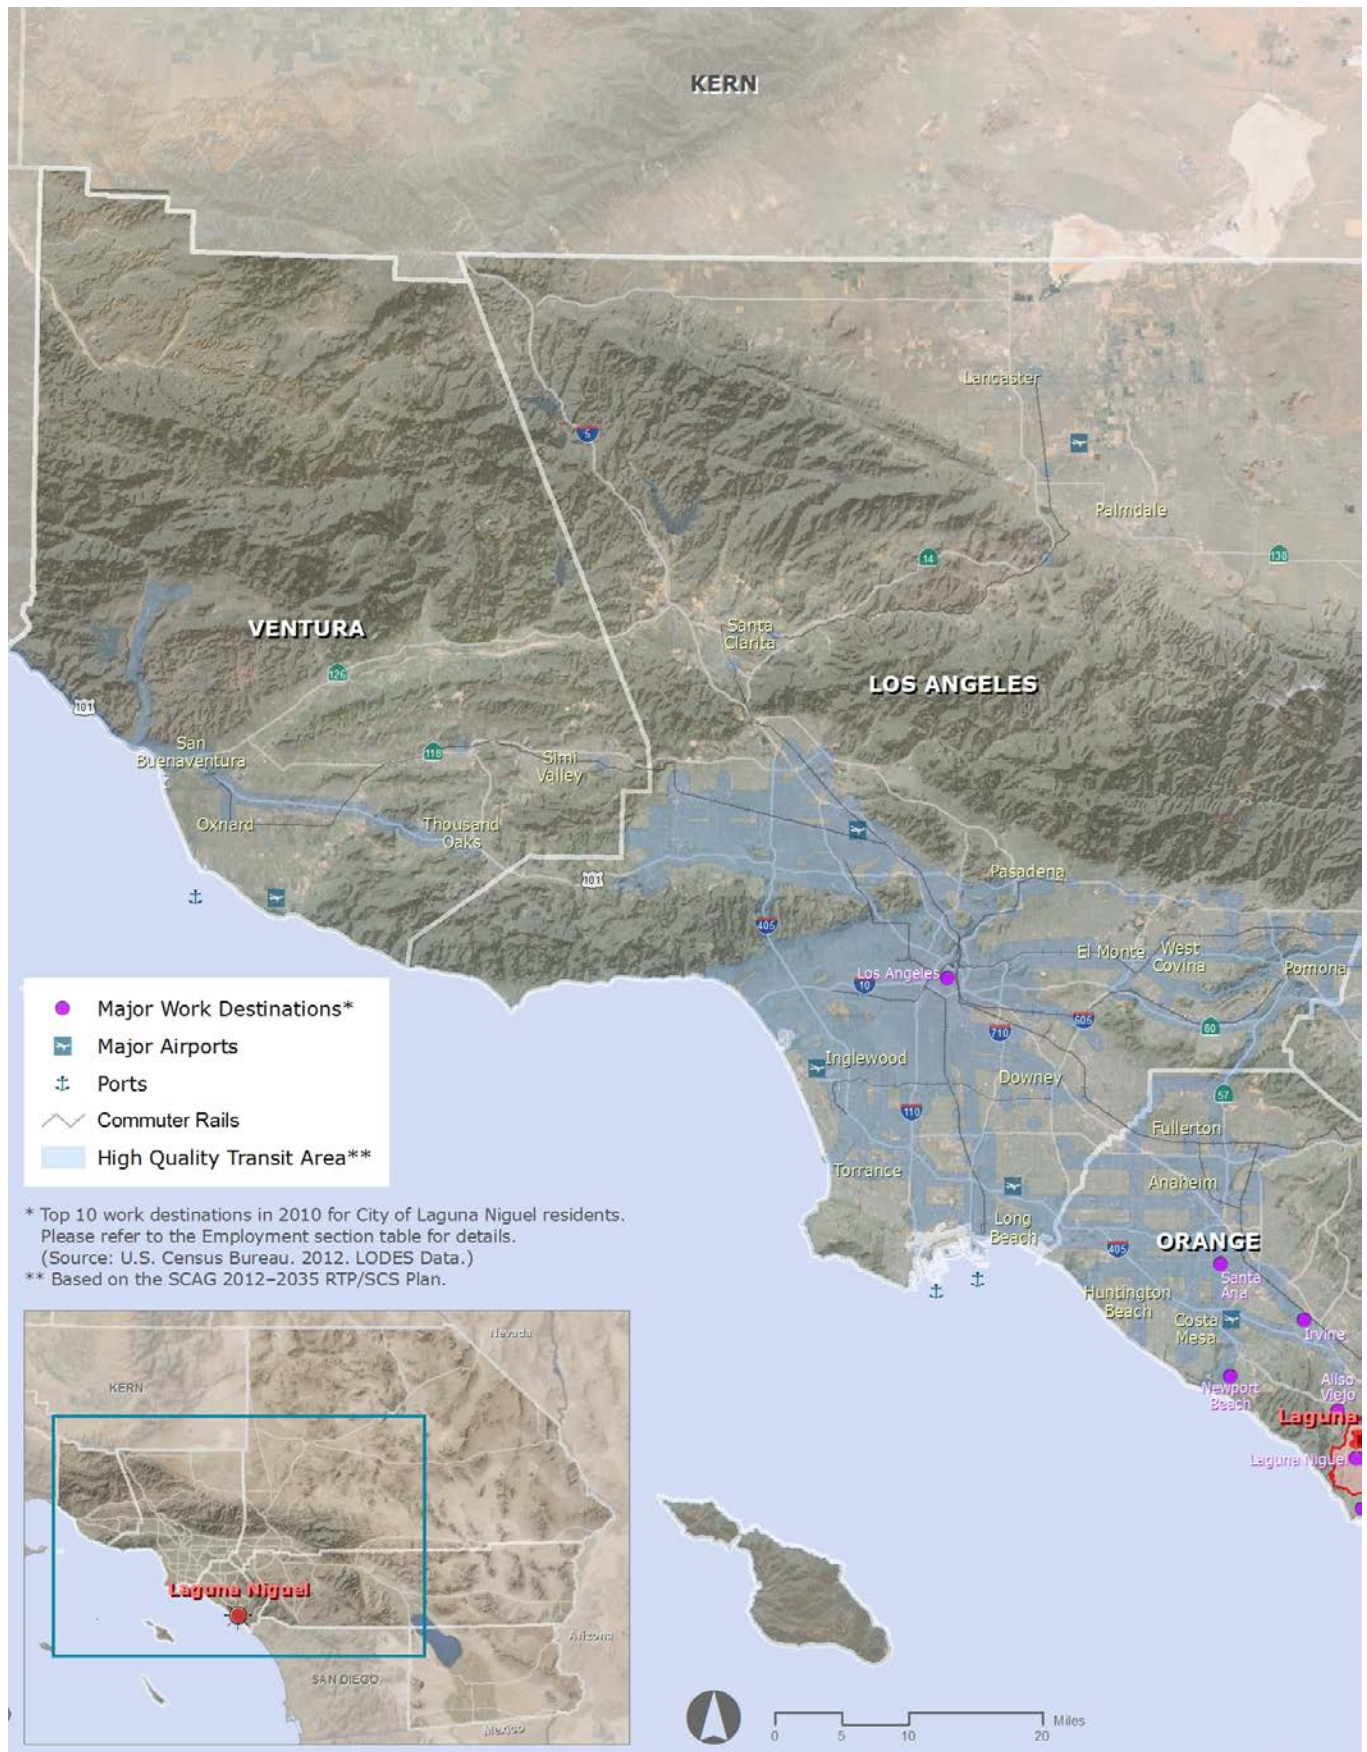 KERN
Lancaster
5
Palmdale
14
138
VENTURA
Santa
Clarita
126
LOS ANGELES
101
San
Buenaventura
118
Simi
Valley
Oxnard
Thousand
Oaks
101
Pasadena
405
El Monte
West
Covina
Los Angeles
Pomona
10
Major Work Destinations*
710
605
60
Major Airports
Inglewood
Downey
Ports
57
110
Commuter Rails
Fullerton
High Quality Transit Area**
Torrance
Anaheim
* Top 10 work destinations in 2010 for City of Laguna Niguel residents.
Please refer to the Employment section table for details.
(Source: U.S. Census Bureau. 2012. LODES Data.)
** Based on the SCAG 2012–2035 RTP/SCS Plan.
Long
Beach
405
ORANGE
Santa
Ana
Huntington
Beach
Costa
Mesa
Irvine
Newport
Beach
Aliso
Viejo
Laguna
Laguna Niguel
Nevada
KERN
Laguna Niguel
Arizona
SAN DIEGO
Mexico
Miles
0 5 10 20